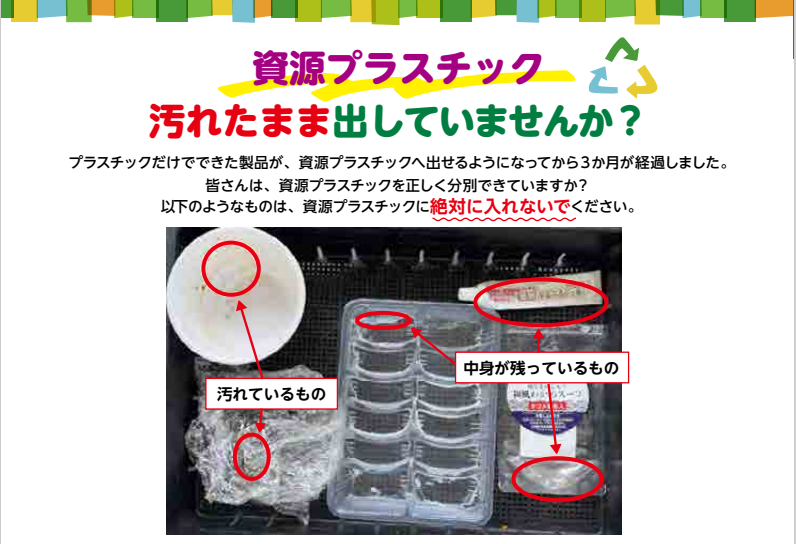 資源プラスチック
汚れたまま出していませんか？
プラスチックだけでできた製品が、資源プラスチックへ出せるようになってから３か月が経過しました。
皆さんは、資源プラスチックを正しく分別できていますか？
以下のようなものは、資源プラスチックに絶対に入れないでください。
中身が残っているもの
汚れているもの